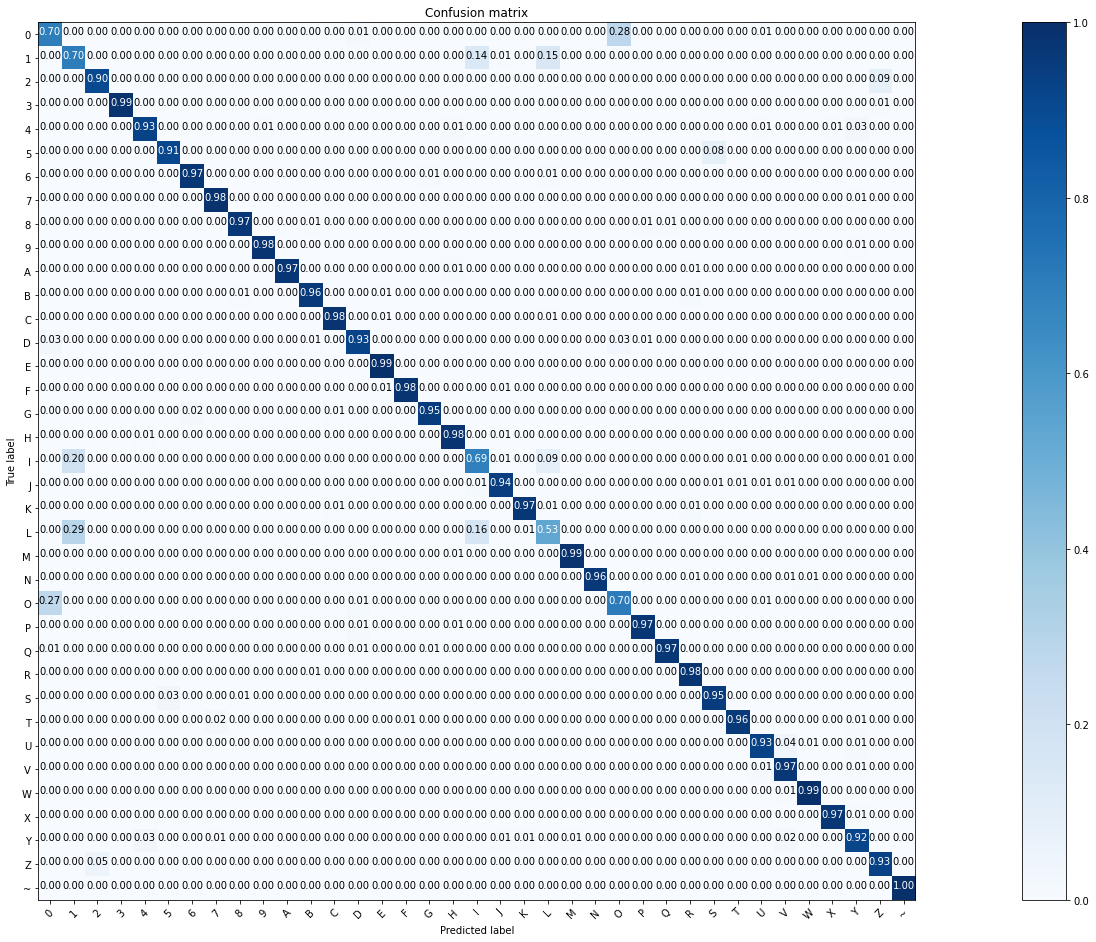 Confusion matrix
True label
0 0.70 0.00 0.00 0.00 0.00 0.00 0.00 0.00 0.00 0.00 0.00 0.00 0.00 0.01 0.00 0.00 0.00 0.00 0.00 0.00 0.00 0.00 0.00 0.00 0.28 0.00 0.00 0.00 0.00 0.00 0.01 0.00 0.00 0.00 0.00 0.00 0.00
1 0.00 0.70 0.00 0.00 0.00 0.00 0.00 0.00 0.00 0.00 0.00 0.00 0.00 0.00 0.00 0.00 0.00 0.00 0.14 0.01 0.00 0.15 0.00 0.00 0.00 0.00 0.00 0.00 0.00 0.00 0.00 0.00 0.00 0.00 0.00 0.00 0.00
2 0.00 0.00 0.90 0.00 0.00 0.00 0.00 0.00 0.00 0.00 0.00 0.00 0.00 0.00 0.00 0.00 0.00 0.00 0.00 0.00 0.00 0.00 0.00 0.00 0.00 0.00 0.00 0.00 0.00 0.00 0.00 0.00 0.00 0.00 0.00 0.09 0.00
3 0.00 0.00 0.00 0.99 0.00 0.00 0.00 0.00 0.00 0.00 0.00 0.00 0.00 0.00 0.00 0.00 0.00 0.00 0.00 0.00 0.00 0.00 0.00 0.00 0.00 0.00 0.00 0.00 0.00 0.00 0.00 0.00 0.00 0.00 0.00 0.01 0.00
4 0.00 0.00 0.00 0.00 0.93 0.00 0.00 0.00 0.00 0.01 0.00 0.00 0.00 0.00 0.00 0.00 0.00 0.01 0.00 0.00 0.00 0.00 0.00 0.00 0.00 0.00 0.00 0.00 0.00 0.00 0.01 0.00 0.00 0.01 0.03 0.00 0.00
5 0.00 0.00 0.00 0.00 0.00 0.91 0.00 0.00 0.00 0.00 0.00 0.00 0.00 0.00 0.00 0.00 0.00 0.00 0.00 0.00 0.00 0.00 0.00 0.00 0.00 0.00 0.00 0.00 0.08 0.00 0.00 0.00 0.00 0.00 0.00 0.00 0.00
6 0.00 0.00 0.00 0.00 0.00 0.00 0.97 0.00 0.00 0.00 0.00 0.00 0.00 0.00 0.00 0.00 0.01 0.00 0.00 0.00 0.00 0.01 0.00 0.00 0.00 0.00 0.00 0.00 0.00 0.00 0.00 0.00 0.00 0.00 0.00 0.00 0.00
7 0.00 0.00 0.00 0.00 0.00 0.00 0.00 0.98 0.00 0.00 0.00 0.00 0.00 0.00 0.00 0.00 0.00 0.00 0.00 0.00 0.00 0.00 0.00 0.00 0.00 0.00 0.00 0.00 0.00 0.00 0.00 0.00 0.00 0.00 0.01 0.00 0.00
8 0.00 0.00 0.00 0.00 0.00 0.00 0.00 0.00 0.97 0.00 0.00 0.01 0.00 0.00 0.00 0.00 0.00 0.00 0.00 0.00 0.00 0.00 0.00 0.00 0.00 0.01 0.01 0.00 0.00 0.00 0.00 0.00 0.00 0.00 0.00 0.00 0.00
9 0.00 0.00 0.00 0.00 0.00 0.00 0.00 0.00 0.00 0.98 0.00 0.00 0.00 0.00 0.00 0.00 0.00 0.00 0.00 0.00 0.00 0.00 0.00 0.00 0.00 0.00 0.00 0.00 0.00 0.00 0.00 0.00 0.00 0.00 0.01 0.00 0.00
A 0.00 0.00 0.00 0.00 0.00 0.00 0.00 0.00 0.00 0.00 0.97 0.00 0.00 0.00 0.00 0.00 0.00 0.01 0.00 0.00 0.00 0.00 0.00 0.00 0.00 0.00 0.00 0.01 0.00 0.00 0.00 0.00 0.00 0.00 0.00 0.00 0.00
B 0.00 0.00 0.00 0.00 0.00 0.00 0.00 0.00 0.01 0.00 0.00 0.96 0.00 0.00 0.01 0.00 0.00 0.00 0.00 0.00 0.00 0.00 0.00 0.00 0.00 0.00 0.00 0.01 0.00 0.00 0.00 0.00 0.00 0.00 0.00 0.00 0.00
C 0.00 0.00 0.00 0.00 0.00 0.00 0.00 0.00 0.00 0.00 0.00 0.00 0.98 0.00 0.01 0.00 0.00 0.00 0.00 0.00 0.00 0.01 0.00 0.00 0.00 0.00 0.00 0.00 0.00 0.00 0.00 0.00 0.00 0.00 0.00 0.00 0.00
D 0.03 0.00 0.00 0.00 0.00 0.00 0.00 0.00 0.00 0.00 0.00 0.01 0.00 0.93 0.00 0.00 0.00 0.00 0.00 0.00 0.00 0.00 0.00 0.00 0.03 0.01 0.00 0.00 0.00 0.00 0.00 0.00 0.00 0.00 0.00 0.00 0.00
E 0.00 0.00 0.00 0.00 0.00 0.00 0.00 0.00 0.00 0.00 0.00 0.00 0.00 0.00 0.99 0.00 0.00 0.00 0.00 0.00 0.00 0.00 0.00 0.00 0.00 0.00 0.00 0.00 0.00 0.00 0.00 0.00 0.00 0.00 0.00 0.00 0.00
F 0.00 0.00 0.00 0.00 0.00 0.00 0.00 0.00 0.00 0.00 0.00 0.00 0.00 0.00 0.01 0.98 0.00 0.00 0.00 0.01 0.00 0.00 0.00 0.00 0.00 0.00 0.00 0.00 0.00 0.00 0.00 0.00 0.00 0.00 0.00 0.00 0.00
G 0.00 0.00 0.00 0.00 0.00 0.00 0.02 0.00 0.00 0.00 0.00 0.00 0.01 0.00 0.00 0.00 0.95 0.00 0.00 0.00 0.00 0.00 0.00 0.00 0.00 0.00 0.00 0.00 0.00 0.00 0.00 0.00 0.00 0.00 0.00 0.00 0.00
H 0.00 0.00 0.00 0.00 0.01 0.00 0.00 0.00 0.00 0.00 0.00 0.00 0.00 0.00 0.00 0.00 0.00 0.98 0.00 0.01 0.00 0.00 0.00 0.00 0.00 0.00 0.00 0.00 0.00 0.00 0.00 0.00 0.00 0.00 0.00 0.00 0.00
I 0.00 0.20 0.00 0.00 0.00 0.00 0.00 0.00 0.00 0.00 0.00 0.00 0.00 0.00 0.00 0.00 0.00 0.00 0.69 0.01 0.00 0.09 0.00 0.00 0.00 0.00 0.00 0.00 0.00 0.01 0.00 0.00 0.00 0.00 0.00 0.01 0.00
J 0.00 0.00 0.00 0.00 0.00 0.00 0.00 0.00 0.00 0.00 0.00 0.00 0.00 0.00 0.00 0.00 0.00 0.00 0.01 0.94 0.00 0.00 0.00 0.00 0.00 0.00 0.00 0.00 0.01 0.01 0.01 0.01 0.00 0.00 0.00 0.00 0.00
K 0.00 0.00 0.00 0.00 0.00 0.00 0.00 0.00 0.00 0.00 0.00 0.00 0.01 0.00 0.00 0.00 0.00 0.00 0.00 0.00 0.97 0.01 0.00 0.00 0.00 0.00 0.00 0.01 0.00 0.00 0.00 0.00 0.00 0.00 0.00 0.00 0.00
L 0.00 0.29 0.00 0.00 0.00 0.00 0.00 0.00 0.00 0.00 0.00 0.00 0.00 0.00 0.00 0.00 0.00 0.00 0.16 0.00 0.01 0.53 0.00 0.00 0.00 0.00 0.00 0.00 0.00 0.00 0.00 0.00 0.00 0.00 0.00 0.00 0.00
M 0.00 0.00 0.00 0.00 0.00 0.00 0.00 0.00 0.00 0.00 0.00 0.00 0.00 0.00 0.00 0.00 0.00 0.01 0.00 0.00 0.00 0.00 0.99 0.00 0.00 0.00 0.00 0.00 0.00 0.00 0.00 0.00 0.00 0.00 0.00 0.00 0.00
N 0.00 0.00 0.00 0.00 0.00 0.00 0.00 0.00 0.00 0.00 0.00 0.00 0.00 0.00 0.00 0.00 0.00 0.00 0.00 0.00 0.00 0.00 0.00 0.96 0.00 0.00 0.00 0.01 0.00 0.00 0.00 0.01 0.01 0.00 0.00 0.00 0.00
O 0.27 0.00 0.00 0.00 0.00 0.00 0.00 0.00 0.00 0.00 0.00 0.00 0.00 0.01 0.00 0.00 0.00 0.00 0.00 0.00 0.00 0.00 0.00 0.00 0.70 0.00 0.00 0.00 0.00 0.00 0.01 0.00 0.00 0.00 0.00 0.00 0.00
P 0.00 0.00 0.00 0.00 0.00 0.00 0.00 0.00 0.00 0.00 0.00 0.00 0.00 0.01 0.00 0.00 0.00 0.01 0.00 0.00 0.00 0.00 0.00 0.00 0.00 0.97 0.00 0.00 0.00 0.00 0.00 0.00 0.00 0.00 0.00 0.00 0.00
Q 0.01 0.00 0.00 0.00 0.00 0.00 0.00 0.00 0.00 0.00 0.00 0.00 0.00 0.01 0.00 0.00 0.01 0.00 0.00 0.00 0.00 0.00 0.00 0.00 0.00 0.00 0.97 0.00 0.00 0.00 0.00 0.00 0.00 0.00 0.00 0.00 0.00
R 0.00 0.00 0.00 0.00 0.00 0.00 0.00 0.00 0.00 0.00 0.00 0.01 0.00 0.00 0.00 0.00 0.00 0.00 0.00 0.00 0.00 0.00 0.00 0.00 0.00 0.00 0.00 0.98 0.00 0.00 0.00 0.00 0.00 0.00 0.00 0.00 0.00
S 0.00 0.00 0.00 0.00 0.00 0.03 0.00 0.00 0.01 0.00 0.00 0.00 0.00 0.00 0.00 0.00 0.00 0.00 0.00 0.00 0.00 0.00 0.00 0.00 0.00 0.00 0.00 0.00 0.95 0.00 0.00 0.00 0.00 0.00 0.00 0.00 0.00
T 0.00 0.00 0.00 0.00 0.00 0.00 0.00 0.02 0.00 0.00 0.00 0.00 0.00 0.00 0.00 0.01 0.00 0.00 0.00 0.00 0.00 0.00 0.00 0.00 0.00 0.00 0.00 0.00 0.00 0.96 0.00 0.00 0.00 0.00 0.01 0.00 0.00
U 0.00 0.00 0.00 0.00 0.00 0.00 0.00 0.00 0.00 0.00 0.00 0.00 0.00 0.00 0.00 0.00 0.00 0.00 0.00 0.00 0.00 0.00 0.00 0.00 0.00 0.00 0.00 0.00 0.00 0.00 0.93 0.04 0.01 0.00 0.01 0.00 0.00
V 0.00 0.00 0.00 0.00 0.00 0.00 0.00 0.00 0.00 0.00 0.00 0.00 0.00 0.00 0.00 0.00 0.00 0.00 0.00 0.00 0.00 0.00 0.00 0.00 0.00 0.00 0.00 0.00 0.00 0.00 0.01 0.97 0.00 0.00 0.01 0.00 0.00
W 0.00 0.00 0.00 0.00 0.00 0.00 0.00 0.00 0.00 0.00 0.00 0.00 0.00 0.00 0.00 0.00 0.00 0.00 0.00 0.00 0.00 0.00 0.00 0.00 0.00 0.00 0.00 0.00 0.00 0.00 0.00 0.01 0.99 0.00 0.00 0.00 0.00
X 0.00 0.00 0.00 0.00 0.00 0.00 0.00 0.00 0.00 0.00 0.00 0.00 0.00 0.00 0.00 0.00 0.00 0.00 0.00 0.00 0.00 0.00 0.00 0.00 0.00 0.00 0.00 0.00 0.00 0.00 0.00 0.00 0.00 0.97 0.01 0.00 0.00
Y 0.00 0.00 0.00 0.00 0.03 0.00 0.00 0.01 0.00 0.00 0.00 0.00 0.00 0.00 0.00 0.00 0.00 0.00 0.00 0.01 0.01 0.00 0.01 0.00 0.00 0.00 0.00 0.00 0.00 0.00 0.00 0.02 0.00 0.00 0.92 0.00 0.00
Z 0.00 0.00 0.05 0.00 0.00 0.00 0.00 0.00 0.00 0.00 0.00 0.00 0.00 0.00 0.00 0.00 0.00 0.00 0.00 0.00 0.00 0.00 0.00 0.00 0.00 0.00 0.00 0.00 0.00 0.00 0.00 0.00 0.00 0.00 0.00 0.93 0.00
~ 0.00 0.00 0.00 0.00 0.00 0.00 0.00 0.00 0.00 0.00 0.00 0.00 0.00 0.00 0.00 0.00 0.00 0.00 0.00 0.00 0.00 0.00 0.00 0.00 0.00 0.00 0.00 0.00 0.00 0.00 0.00 0.00 0.00 0.00 0.00 0.00 1.00
0 1 2 3 4 5 6 7 8 9 A B C D E F G H I J K L M N O P Q R S T U V W X Y Z ~
Predicted label
1.0
0.8
0.6
0.4
0.2
0.0